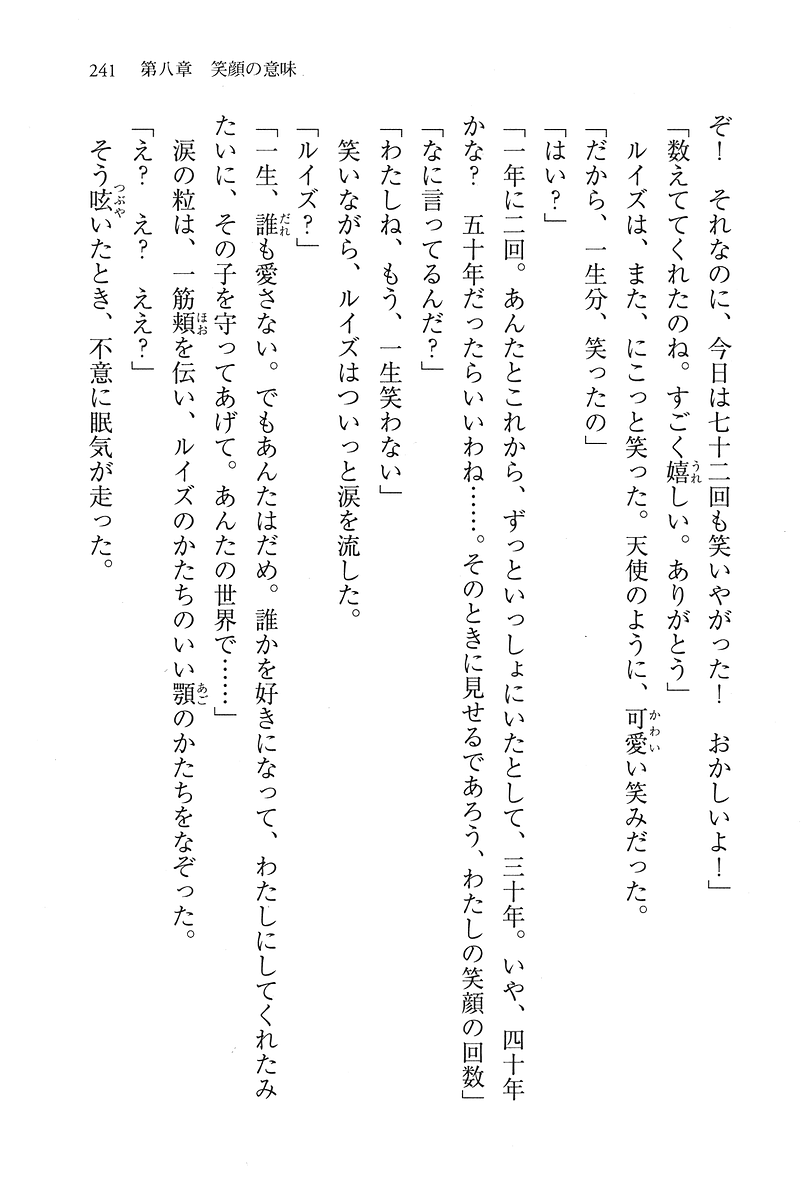 241　第八章　笑顔の意味
ぞ！　それなのに、今日は七十二回も笑いやがった！　おかしいよ！」
「数えててくれたのね。すごく嬉しい。ありがとう」
　ルイズは、また、にこっと笑った。天使のように、可愛い笑みだった。
「だから、一生分、笑ったの」
「はい？」
「一年に二回。あんたとこれから、ずっといっしょにいたとして、三十年。いや、四十年
かな？　五十年だったらいいわね……。そのときに見せるであろう、わたしの笑顔の回数」
「なに言ってるんだ？」
「わたしね、もう、一生笑わない」
　笑いながら、ルイズはついっと涙を流した。
「ルイズ？」
「一生、誰も愛さない。でもあんたはだめ。誰かを好きになって、わたしにしてくれたみ
たいに、その子を守ってあげて。あんたの世界で……」
　涙の粒は、一筋頬を伝い、ルイズのかたちのいい顎のかたちをなぞった。
「え？　え？　ええ？」
　そう呟いたとき、不意に眠気が走った。